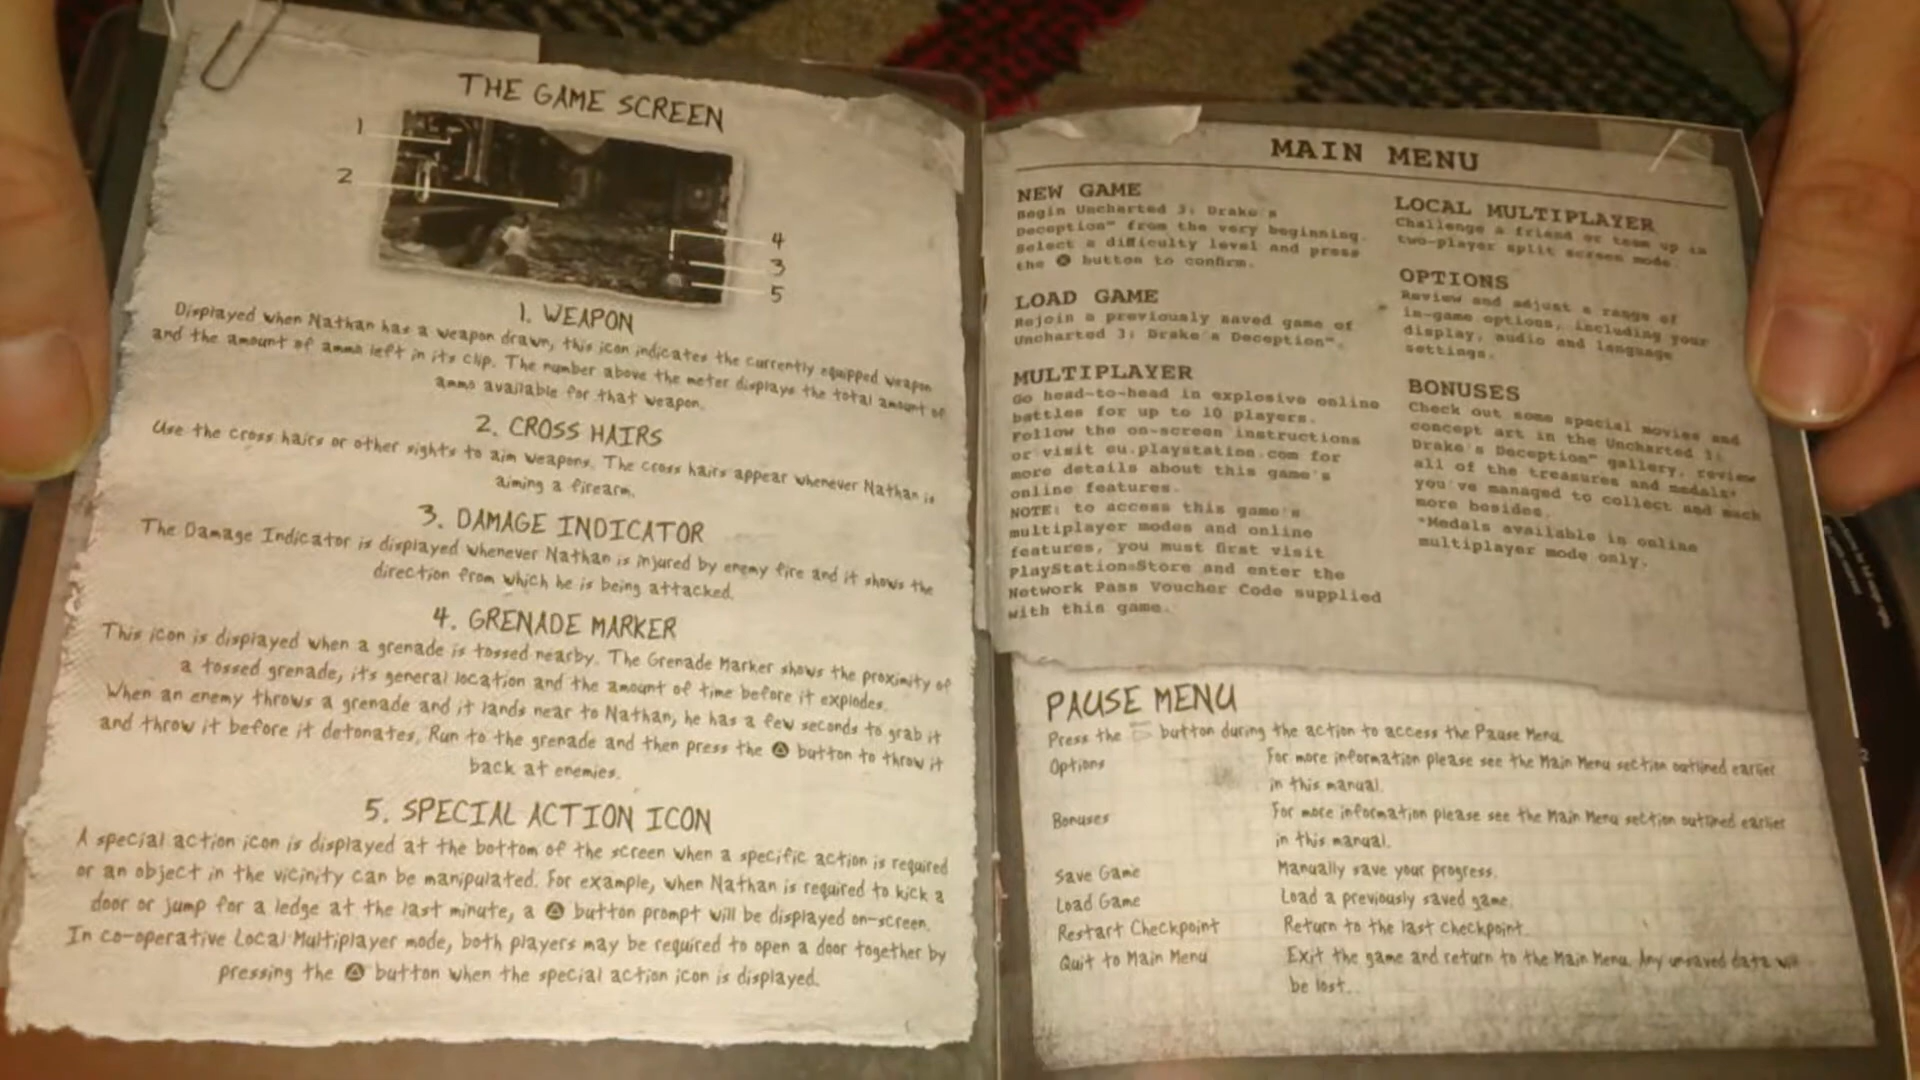 THE GAME SCREEN
1
2
4
3
5
1. WEAPON
Displayed when Nathan has a weapon drawn, this icon indicates the currently equipped weapon
and the amount of ammo left in its clip. The number above the meter displays the total amount of
ammo available for that weapon.
2. CROSS HAIRS
Use the cross hairs or other sights to aim weapons. The cross hairs appear whenever Nathan is
aiming a firearm.
3. DAMAGE INDICATOR
The Damage Indicator is displayed whenever Nathan is injured by enemy fire and it shows the
direction from which he is being attacked.
4. GRENADE MARKER
This icon is displayed when a grenade is tossed nearby. The Grenade Marker shows the proximity of
a tossed grenade, it's general location and the amount of time before it explodes.
When an enemy throws a grenade and it lands near to Nathan, he has a few seconds to grab it
and throw it before it detonates. Run to the grenade and then press the button to throw it
back at enemies.
5. SPECIAL ACTION ICON
A special action icon is displayed at the bottom of the screen when a specific action is required
or an object in the vicinity can be manipulated. For example, when Nathan is required to kick a
door or jump for a ledge at the last minute, a button prompt will be displayed on-screen.
In co-operative Local Multiplayer mode, both players may be required to open a door together by
pressing the button when the special action icon is displayed.
MAIN MENU
NEW GAME
Begin Uncharted 3: Drake's
Deception™ from the very beginning.
Select a difficulty level and press
the button to confirm.
LOAD GAME
Rejoin a previously saved game of
Uncharted 3: Drake's Deception™.
MULTIPLAYER
Go head-to-head in explosive online
battles for up to 10 players.
Follow the on-screen instructions
or visit eu.playstation.com for
more details about this game's
online features.
NOTE: to access this game's
multiplayer modes and online
features, you must first visit
PlayStation®Store and enter the
Network Pass Voucher Code supplied
with this game.
LOCAL MULTIPLAYER
Challenge a friend or team up in
two-player split screen mode.
OPTIONS
Review and adjust a range of
in-game options, including your
display, audio and language
settings.
BONUSES
Check out some special movies and
concept art in the Uncharted 3:
Drake's Deception™ gallery, review
all of the treasures and medals*
you've managed to collect and much
more besides.
*Medals available in online
multiplayer mode only.
PAUSE MENU
Press the button during the action to access the Pause Menu.
Options For more information please see the Main Menu section outlined earlier
in this manual.
Bonuses For more information please see the Main Menu section outlined earlier
in this manual.
Save Game Manually save your progress.
Load Game Load a previously saved game.
Restart Checkpoint Return to the last checkpoint.
Quit to Main Menu Exit the game and return to the Main Menu. Any unsaved data will
be lost.